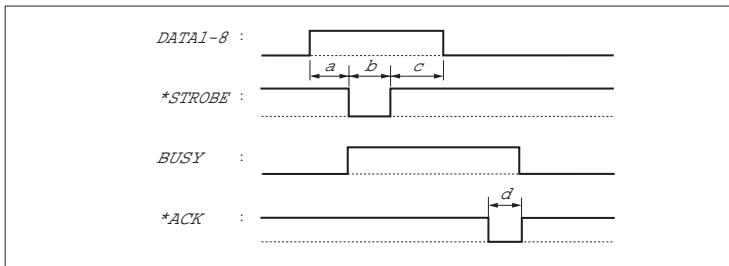 DATA1-8 :
a b c
*STROBE :
BUSY :
d
*ACK :